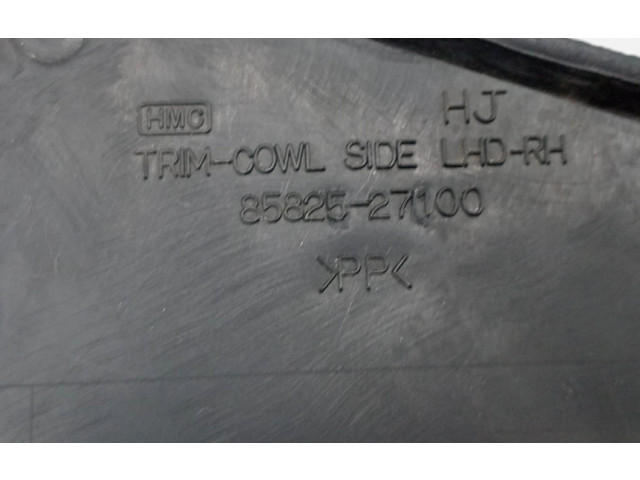 HMC HJ
TRIM-COWL SIDE LHD-RH
85825-27100
>PP<